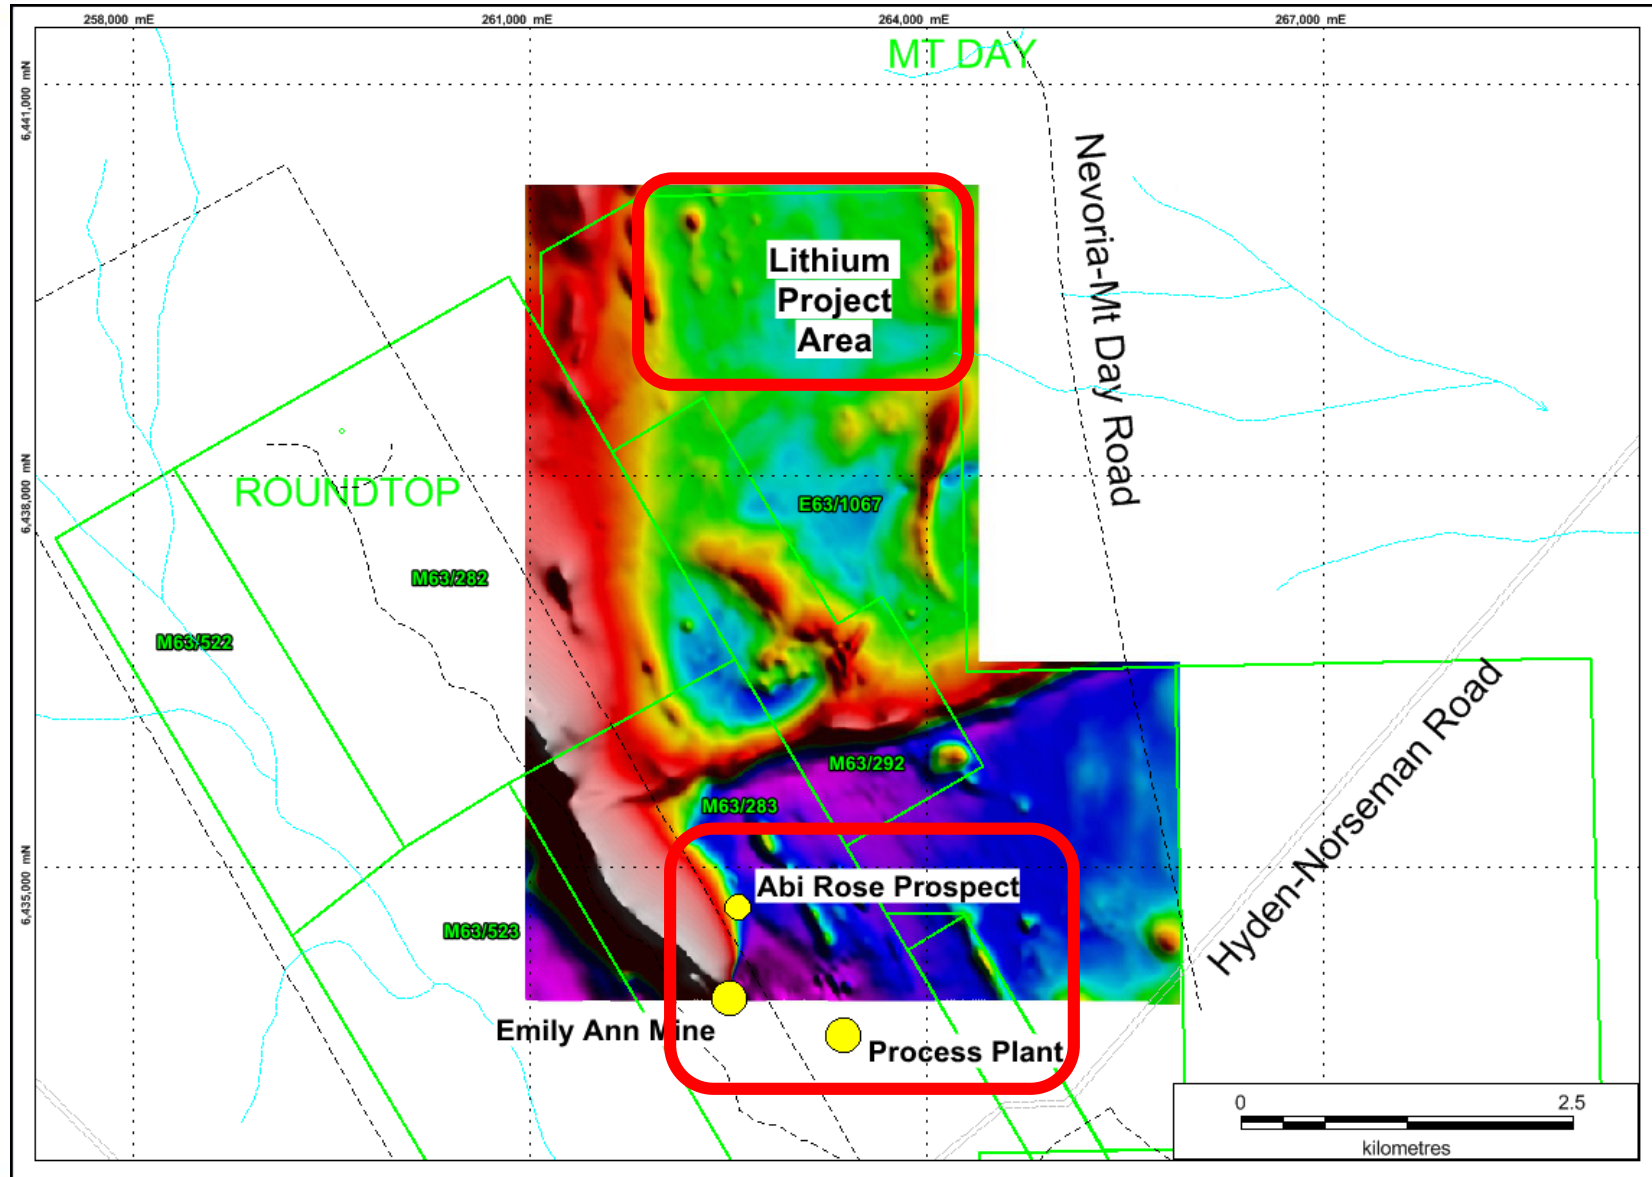 258,000 mE
261,000 mE
264,000 mE
267,000 mE
MT DAY
6,441,000 mN
Nevoria-Mt Day Road
Lithium
Project
Area
6,438,000 mN
ROUNDTOP
E63/1067
M63/282
M63/522
M63/292
M63/283
Hyden-Norseman Road
6,435,000 mN
Abi Rose Prospect
M63/523
Emily Ann Mine
Process Plant
0 2.5
kilometres